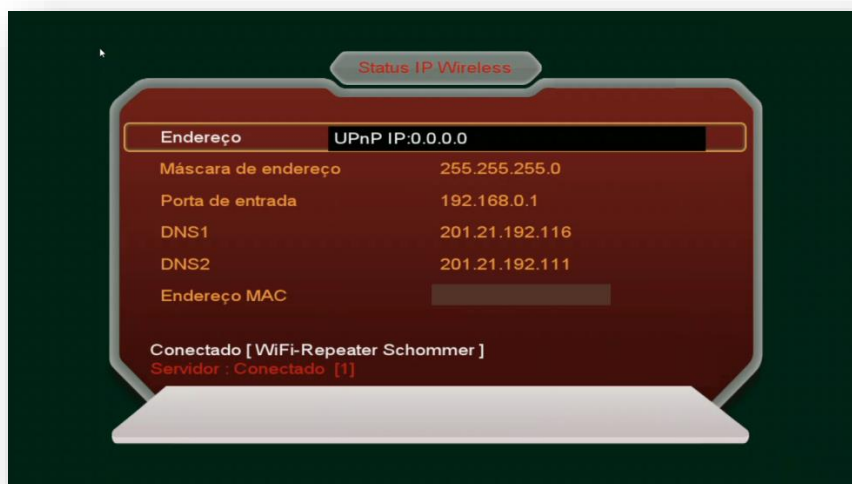 Status IP Wireless
Endereço UPnP IP:0.0.0.0
Máscara de endereço 255.255.255.0
Porta de entrada 192.168.0.1
DNS1 201.21.192.116
DNS2 201.21.192.111
Endereço MAC
Conectado [ WiFi-Repeater Schommer ]
Servidor : Conectado [1]